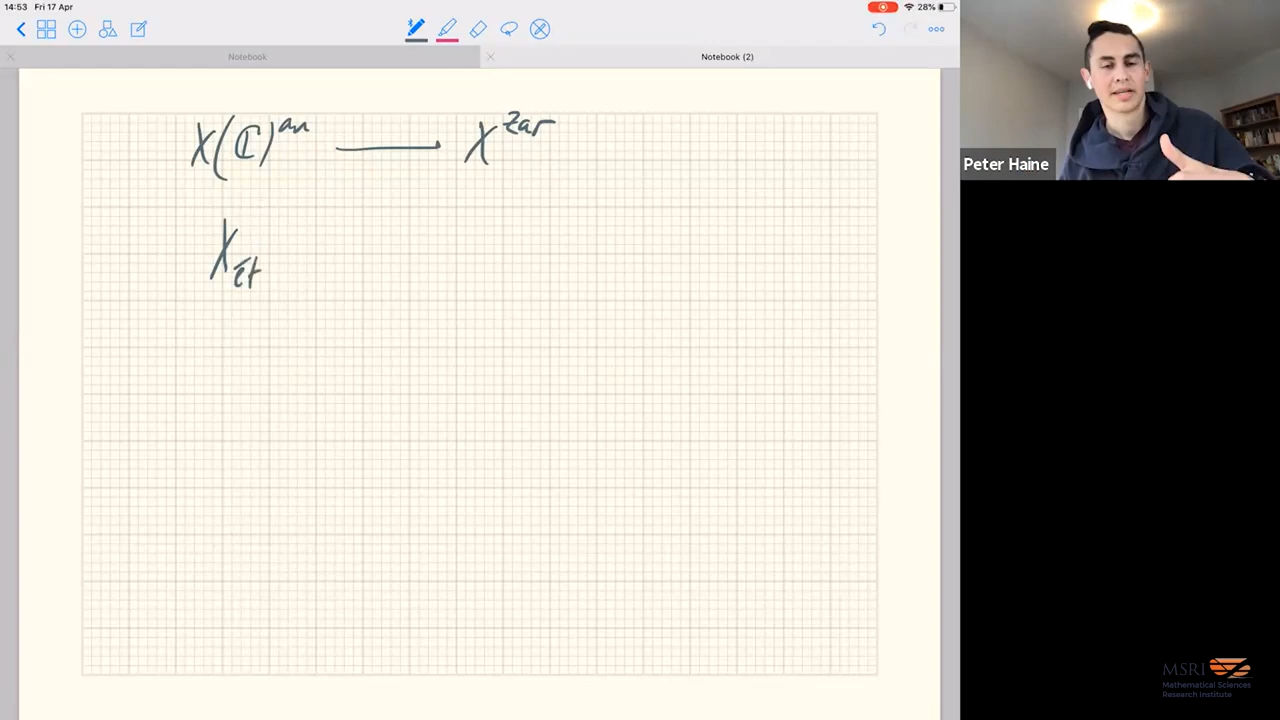 14:53 Fri 17 Apr 28%
Notebook Notebook (2)
X(ℂ)^an —— X^Zar
X_ét
Peter Haine
MSRI
Mathematical Sciences
Research Institute